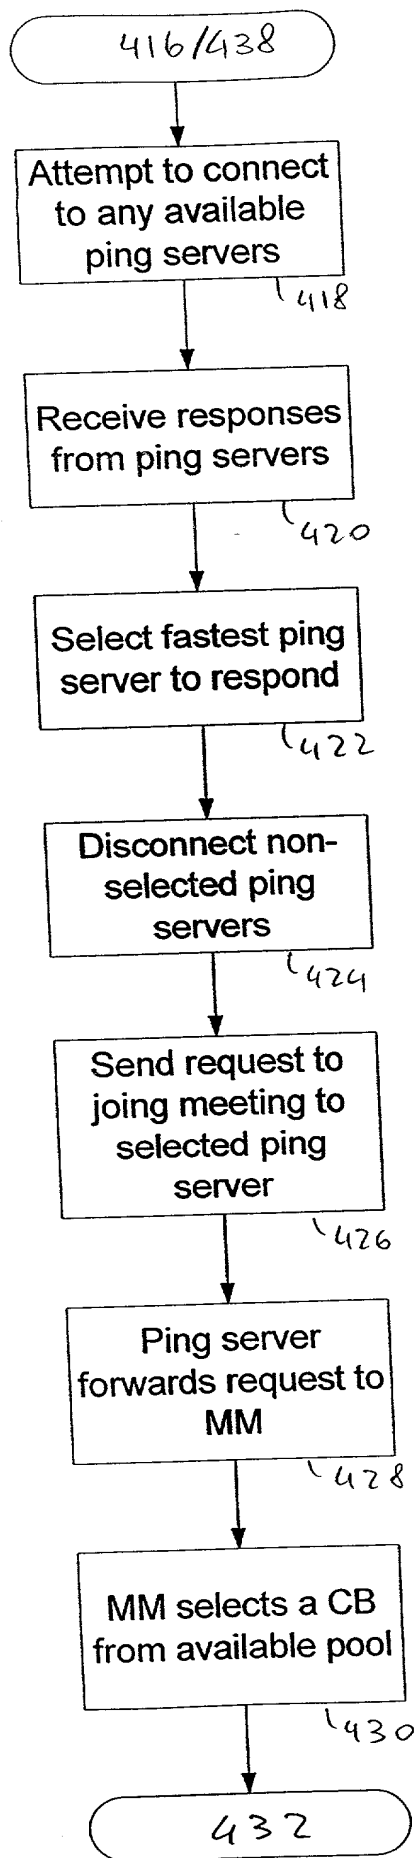 416/438
Attempt to connect
to any available
ping servers
418
Receive responses
from ping servers
420
Select fastest ping
server to respond
422
Disconnect non-
selected ping
servers
424
Send request to
joing meeting to
selected ping
server
426
Ping server
forwards request to
MM
428
MM selects a CB
from available pool
430
432